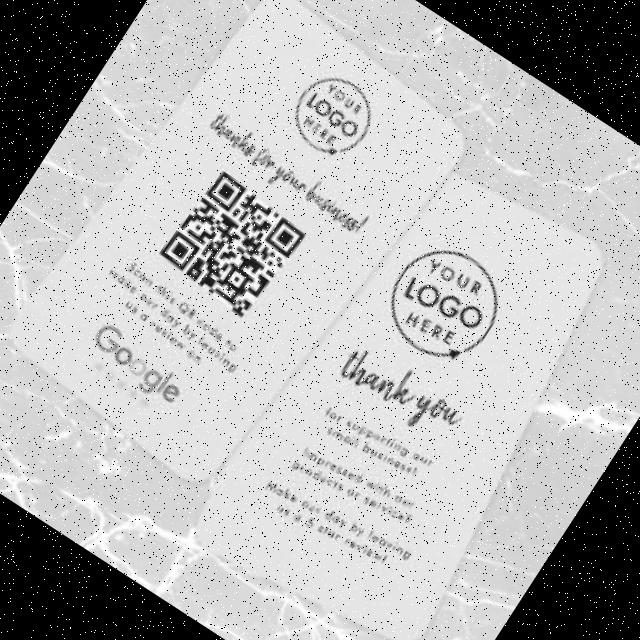 YOUR
LOGO
HERE
thanks for your business!
Scan this QR code to
make our day by leaving
us a review on
Google
YOUR
LOGO
HERE
thank you
for supporting our
small business!
with our
products or services
Make our day by leaving
us a 5 star review!